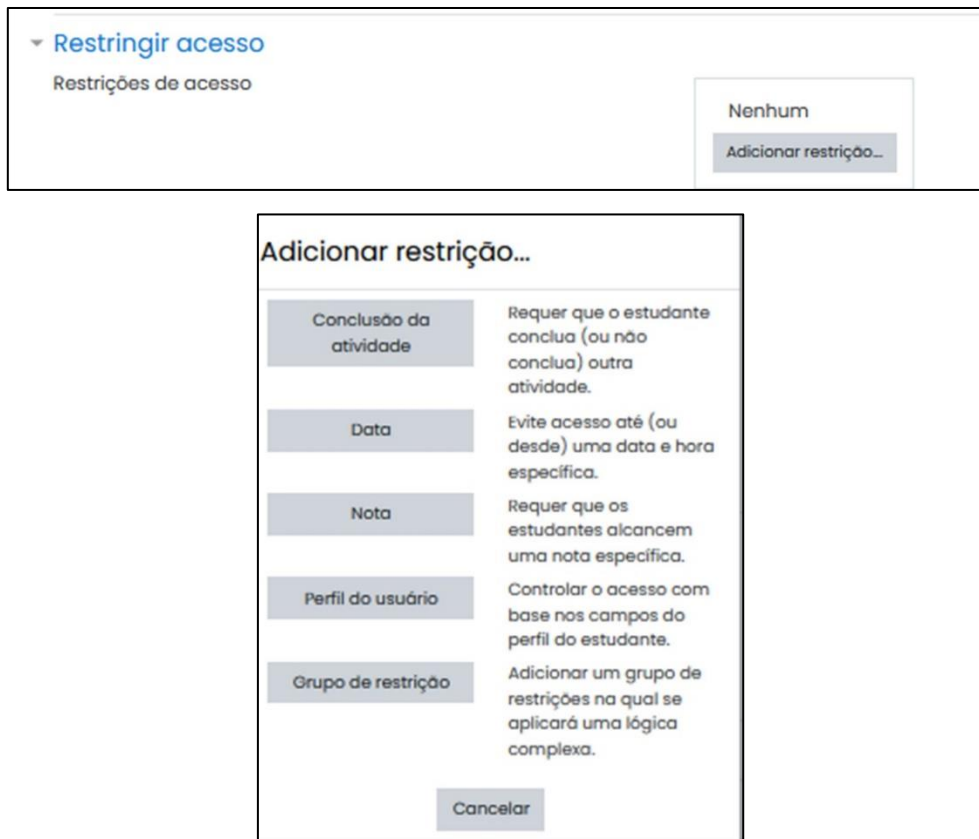 Restringir acesso
Restrições de acesso
Nenhum
Adicionar restrição...
Adicionar restrição...
Conclusão da
atividade
Requer que o estudante
conclua (ou não
conclua) outra
atividade.
Data
Evite acesso até (ou
desde) uma data e hora
específica.
Nota
Requer que os
estudantes alcancem
uma nota específica.
Perfil do usuário
Controlar o acesso com
base nos campos do
perfil do estudante.
Grupo de restrição
Adicionar um grupo de
restrições na qual se
aplicará uma lógica
complexa.
Cancelar